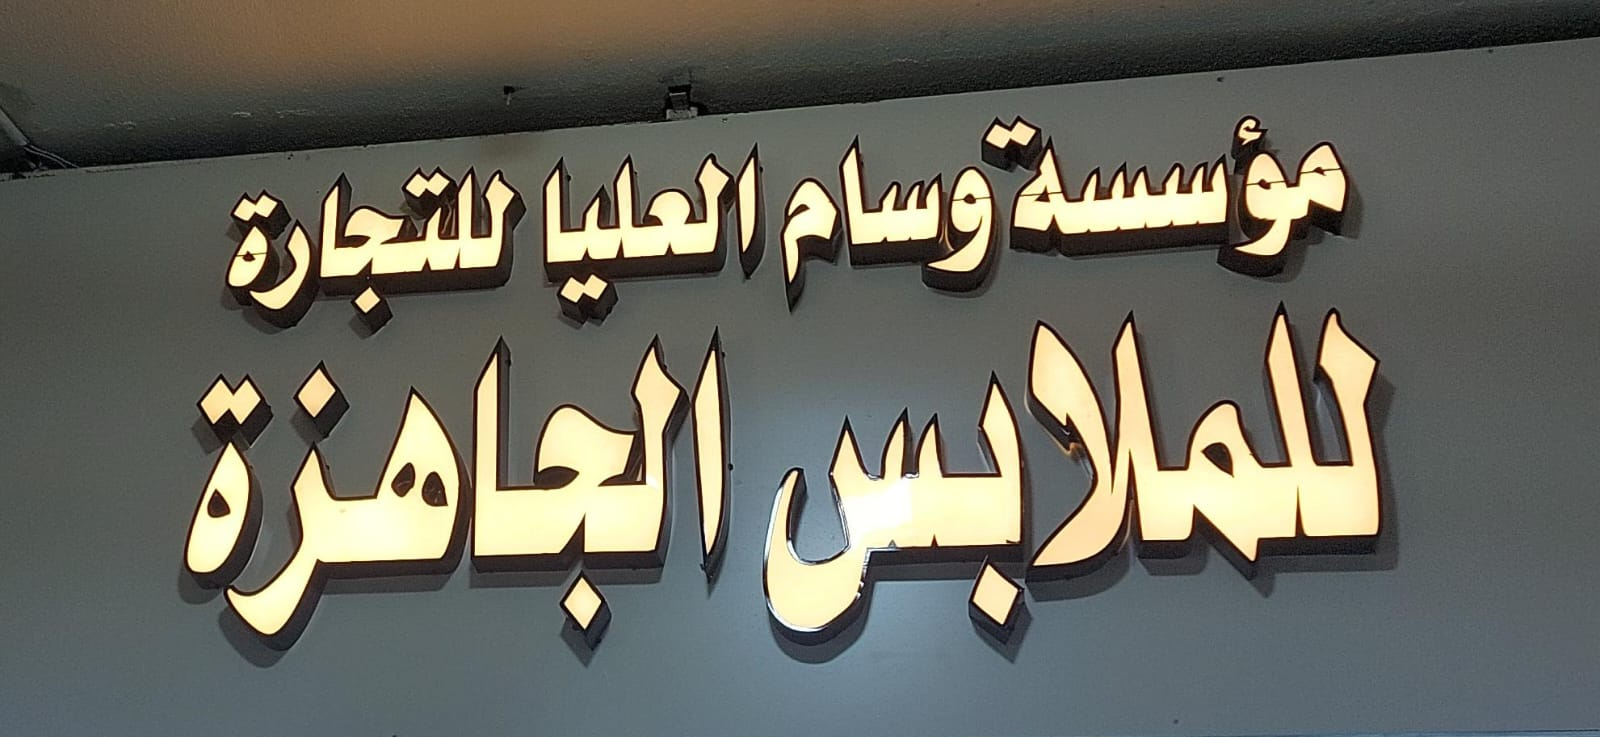 مؤسسة وسام العليا للتجارة
للملابس الجاهزة